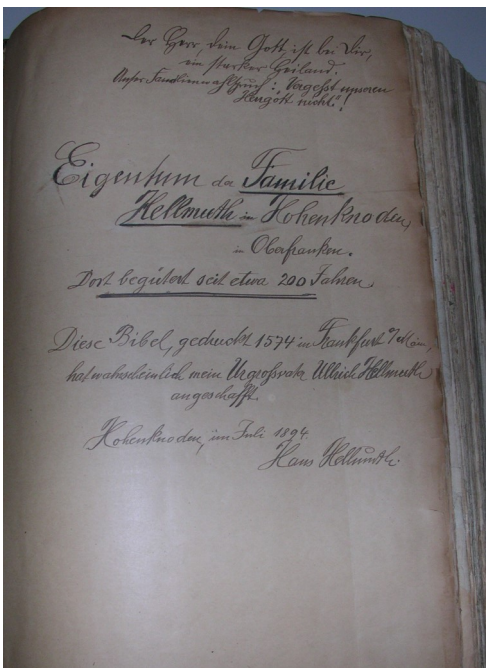 Der Herr, dein Gott, ist bei Dir,
ein starker Heiland.
Unser Familienwahlspruch: „Vergeßt unseren
Herrgott nicht“!
Eigentum der Familie
Hellmuth in Hohenknoden,
in Oberfranken.
Dort begütert seit etwa 200 Jahren.
Diese Bibel, gedruckt 1574 in Frankfurt
hat wahrscheinlich mein Urgrossvater Ullrich Hellmuth
angeschafft.
Hohenknoden, im Juli 1894.
Hans Hellmuth.